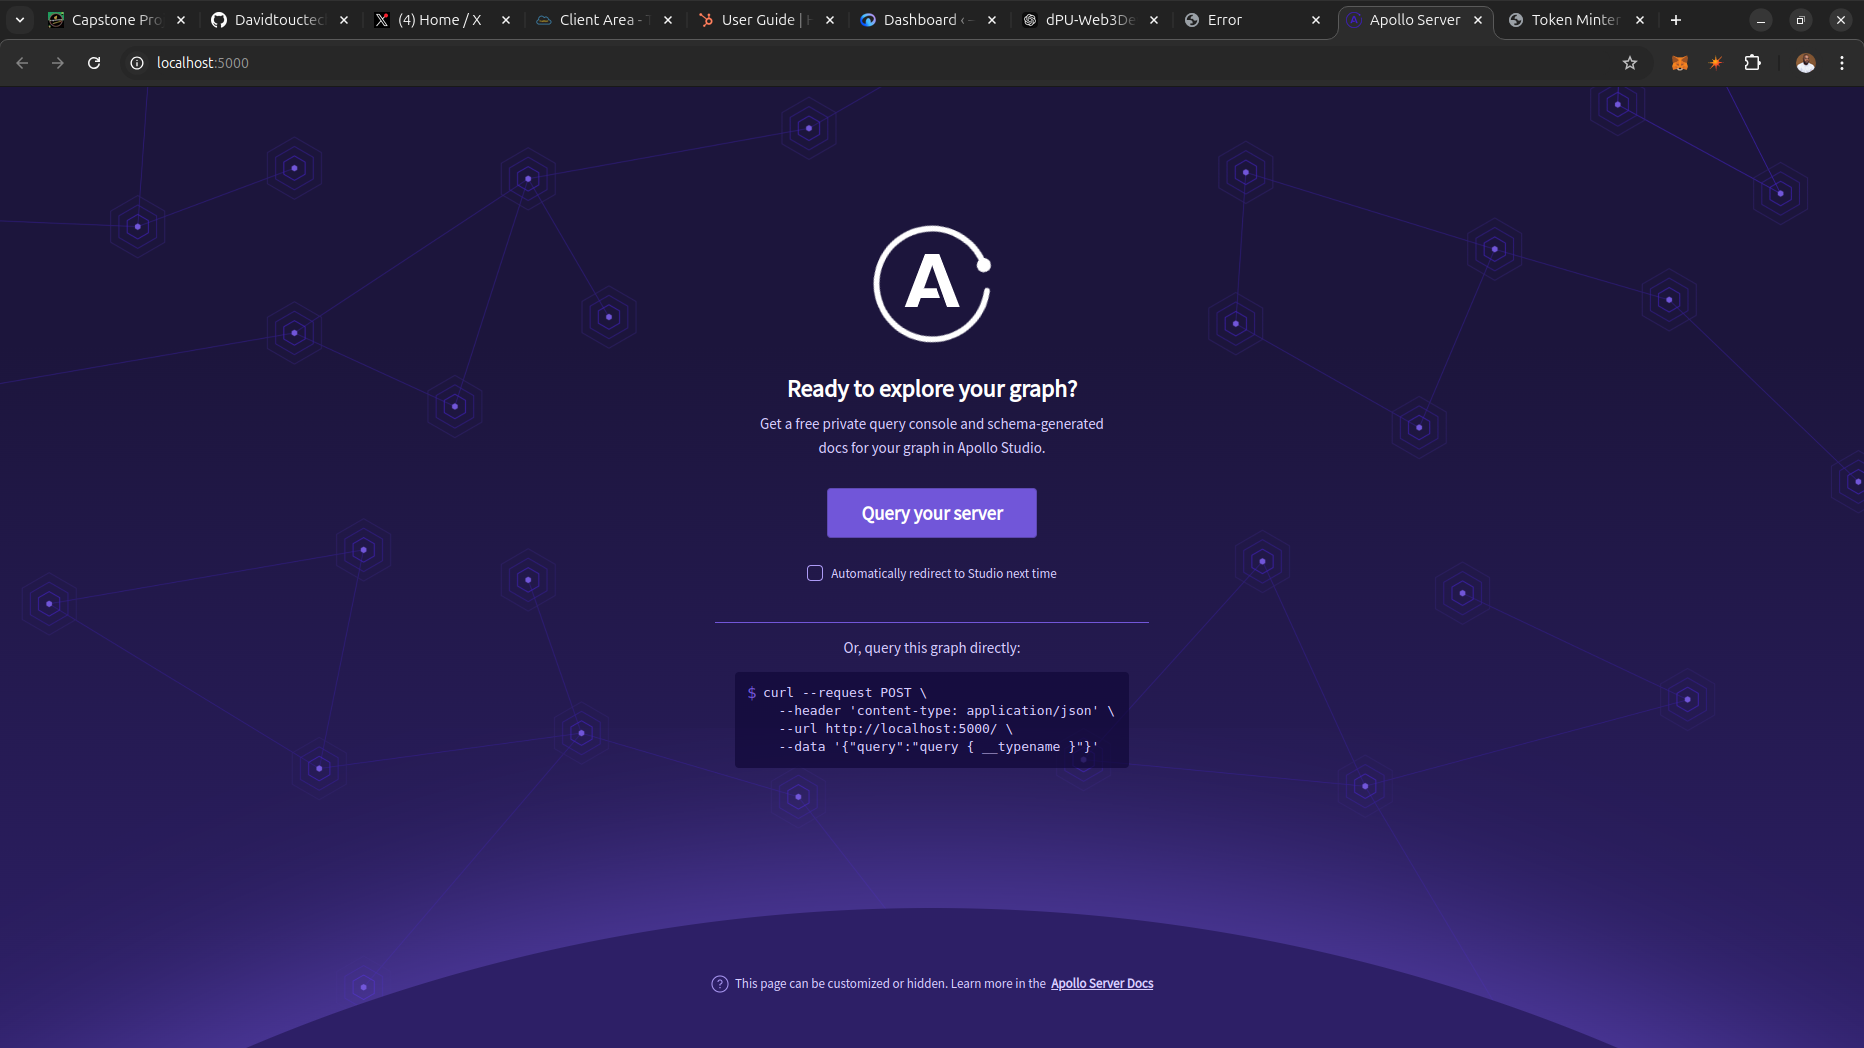 Capstone Pro
Davidtouctec
(4) Home / X
Client Area - T
User Guide | H
Dashboard ‹ –
dPU-Web3De
Error
Apollo Server
Token Minter
localhost:5000
A
Ready to explore your graph?
Get a free private query console and schema-generated
docs for your graph in Apollo Studio.
Query your server
Automatically redirect to Studio next time
Or, query this graph directly:
$ curl --request POST \
--header 'content-type: application/json' \
--url http://localhost:5000/ \
--data '{"query":"query { __typename }"}'
? This page can be customized or hidden. Learn more in the Apollo Server Docs